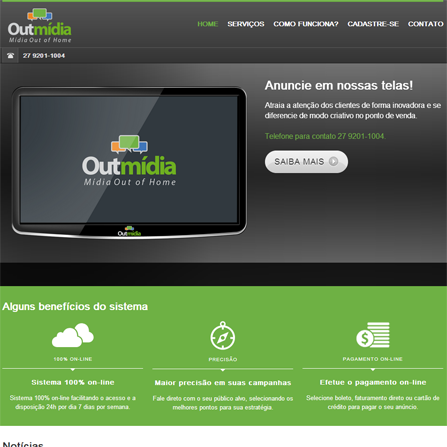 Outmídia
Mídia Out of Home
HOME SERVIÇOS COMO FUNCIONA? CADASTRE-SE CONTATO
27 9201-1004
Anuncie em nossas telas!
Atraia a atenção dos clientes de forma inovadora e se
diferencie de modo criativo no ponto de venda.
Telefone para contato 27 9201-1004.
SAIBA MAIS
Outmídia
Mídia Out of Home
Outmídia
Alguns benefícios do sistema
100% ON-LINE
Sistema 100% on-line
Sistema 100% on-line facilitando o acesso e a
disposição 24h por dia 7 dias por semana.
PRECISÃO
Maior precisão em suas campanhas
Fale direto com o seu público alvo, selecionando os
melhores pontos para sua estratégia.
PAGAMENTO ON-LINE
Efetue o pagamento on-line
Selecione boleto, faturamento direto ou cartão de
crédito para pagar o seu anúncio.
Notícias